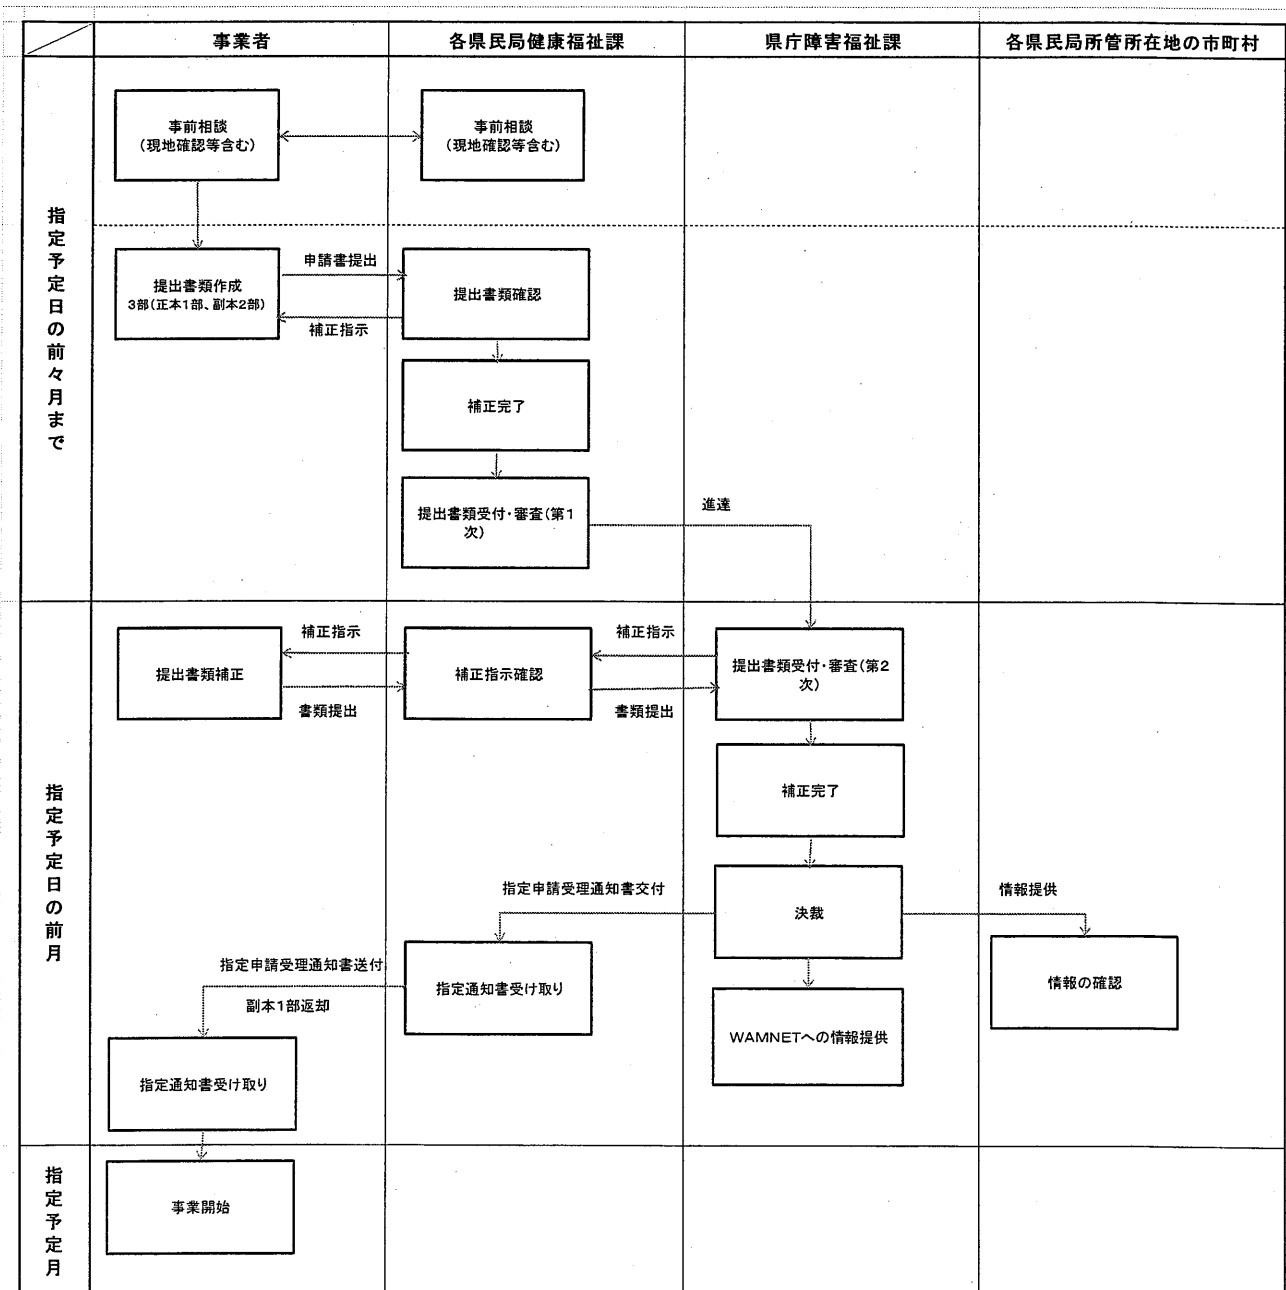 事業者
各県民局健康福祉課
県庁障害福祉課
各県民局所管所在地の市町村
指定予定日の前々月まで
事前相談
(現地確認等含む)
事前相談
(現地確認等含む)
提出書類作成
3部(正本1部、副本2部)
申請書提出
補正指示
提出書類確認
補正完了
提出書類受付・審査(第1
次)
進達
指定予定日の前月
提出書類補正
補正指示
書類提出
補正指示確認
補正指示
書類提出
提出書類受付・審査(第2
次)
補正完了
決裁
指定申請受理通知書交付
情報提供
指定通知書受け取り
情報の確認
指定申請受理通知書送付
副本1部返却
WAMNETへの情報提供
指定通知書受け取り
指定予定月
事業開始